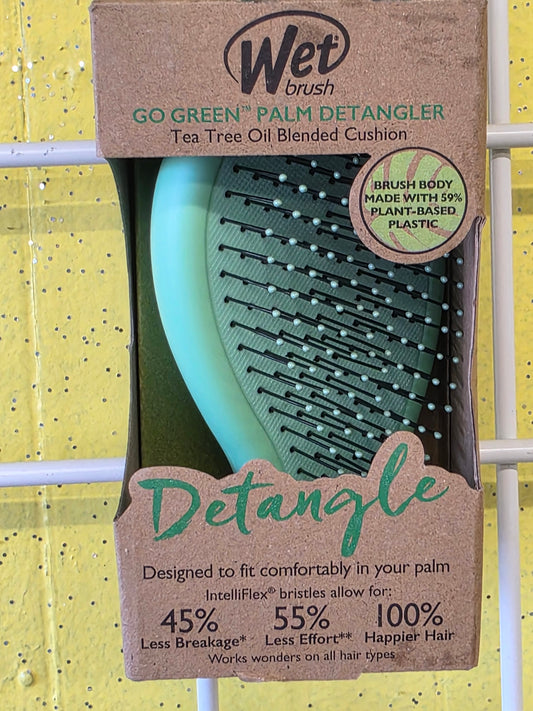 Wet
brush
GO GREEN™ PALM DETANGLER
Tea Tree Oil Blended Cushion
BRUSH BODY
MADE WITH 59%
PLANT-BASED
PLASTIC
Detangle
Designed to fit comfortably in your palm
IntelliFlex® bristles allow for:
45% 55% 100%
Less Breakage* Less Effort** Happier Hair
Works wonders on all hair types